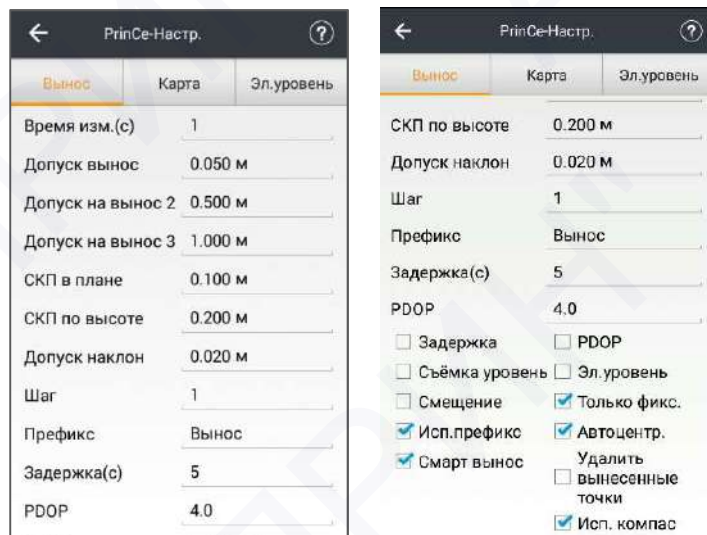 PrinCe-Настр.
Вынос Карта Эл.уровень
Время изм.(с) 1
Допуск вынос 0.050 м
Допуск на вынос 2 0.500 м
Допуск на вынос 3 1.000 м
СКП в плане 0.100 м
СКП по высоте 0.200 м
Допуск наклон 0.020 м
Шаг 1
Префикс Вынос
Задержка(с) 5
PDOP 4.0
PrinCe-Настр.
Вынос Карта Эл.уровень
СКП по высоте 0.200 м
Допуск наклон 0.020 м
Шаг 1
Префикс Вынос
Задержка(с) 5
PDOP 4.0
Задержка PDOP
Съёмка уровень Эл.уровень
Смещение Только фикс.
Исп.префикс Автоцентр.
Смарт вынос Удалить
вынесенные
точки
Исп. компас